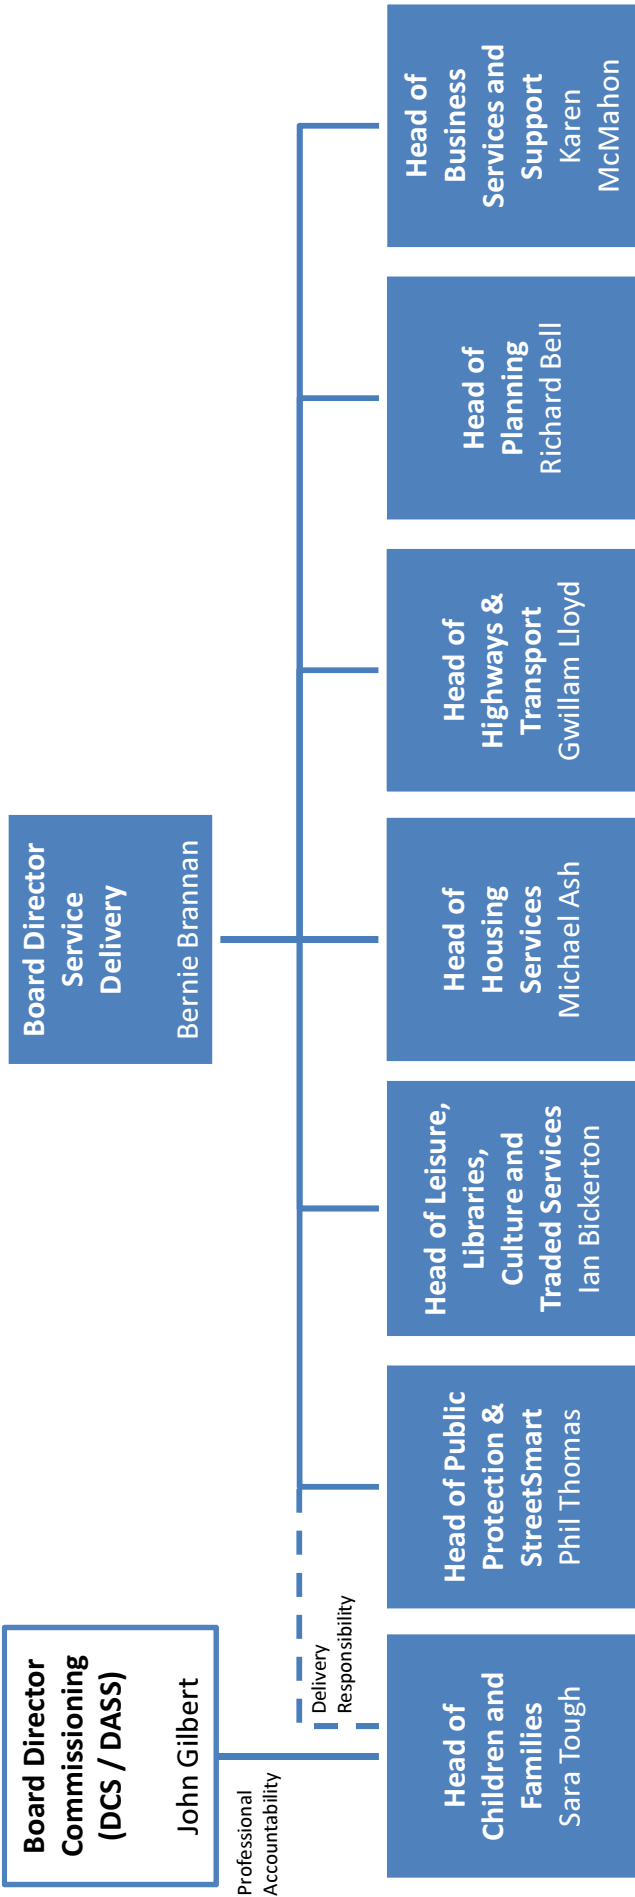 Board Director
Commissioning
(DCS / DASS)
John Gilbert
Board Director
Service
Delivery
Bernie Brannan
Professional
Accountability
Delivery
Responsibility
Head of
Children and
Families
Sara Tough
Head of Public
Protection &
StreetSmart
Phil Thomas
Head of Leisure,
Libraries,
Culture and
Traded Services
Ian Bickerton
Head of
Housing
Services
Michael Ash
Head of
Highways &
Transport
Gwillam Lloyd
Head of
Planning
Richard Bell
Head of
Business
Services and
Support
Karen
McMahon